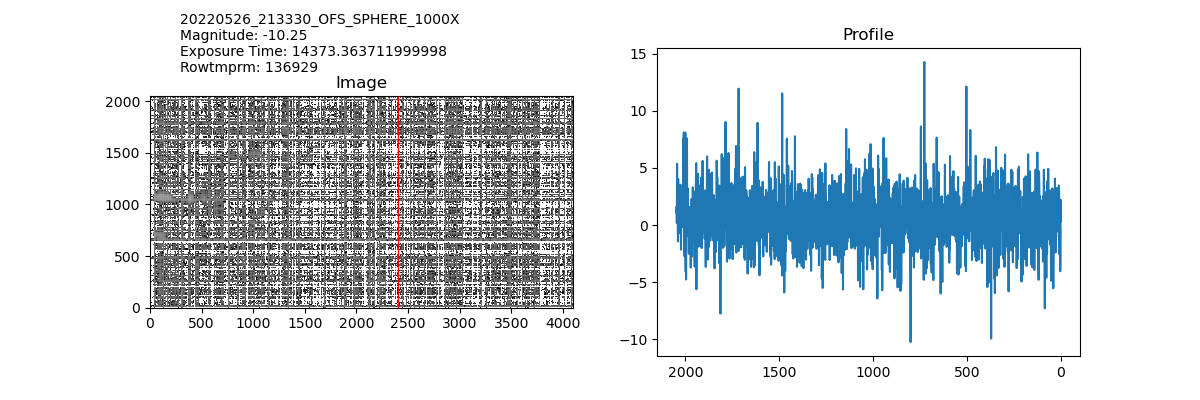 20220526_213330_OFS_SPHERE_1000X
Magnitude: -10.25
Exposure Time: 14373.363711999998
Rowtmprm: 136929
Image
2000
1500
1000
500
0
0 500 1000 1500 2000 2500 3000 3500 4000
Profile
15
10
5
0
−5
−10
2000 1500 1000 500 0